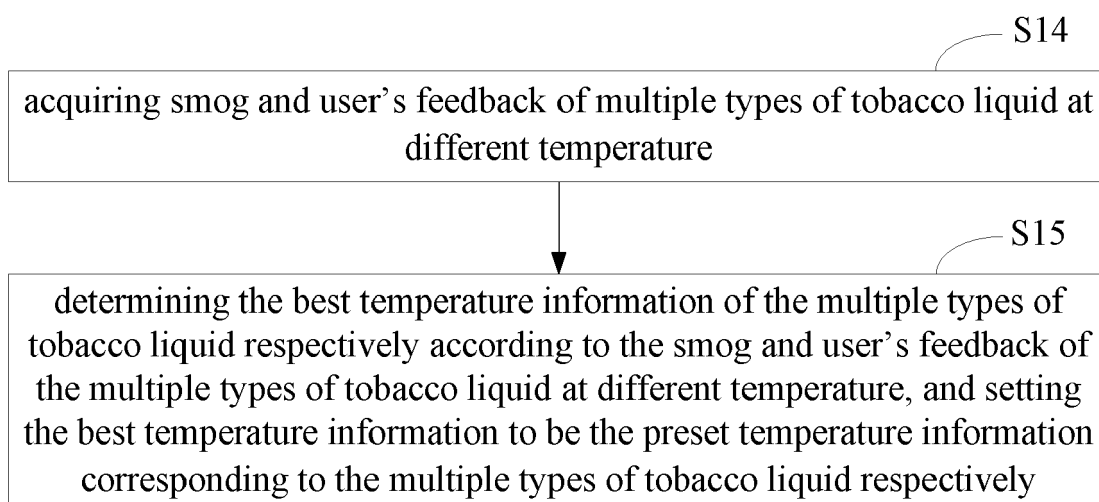 S14
acquiring smog and user’s feedback of multiple types of tobacco liquid at
different temperature
S15
determining the best temperature information of the multiple types of
tobacco liquid respectively according to the smog and user’s feedback of
the multiple types of tobacco liquid at different temperature, and setting
the best temperature information to be the preset temperature information
corresponding to the multiple types of tobacco liquid respectively